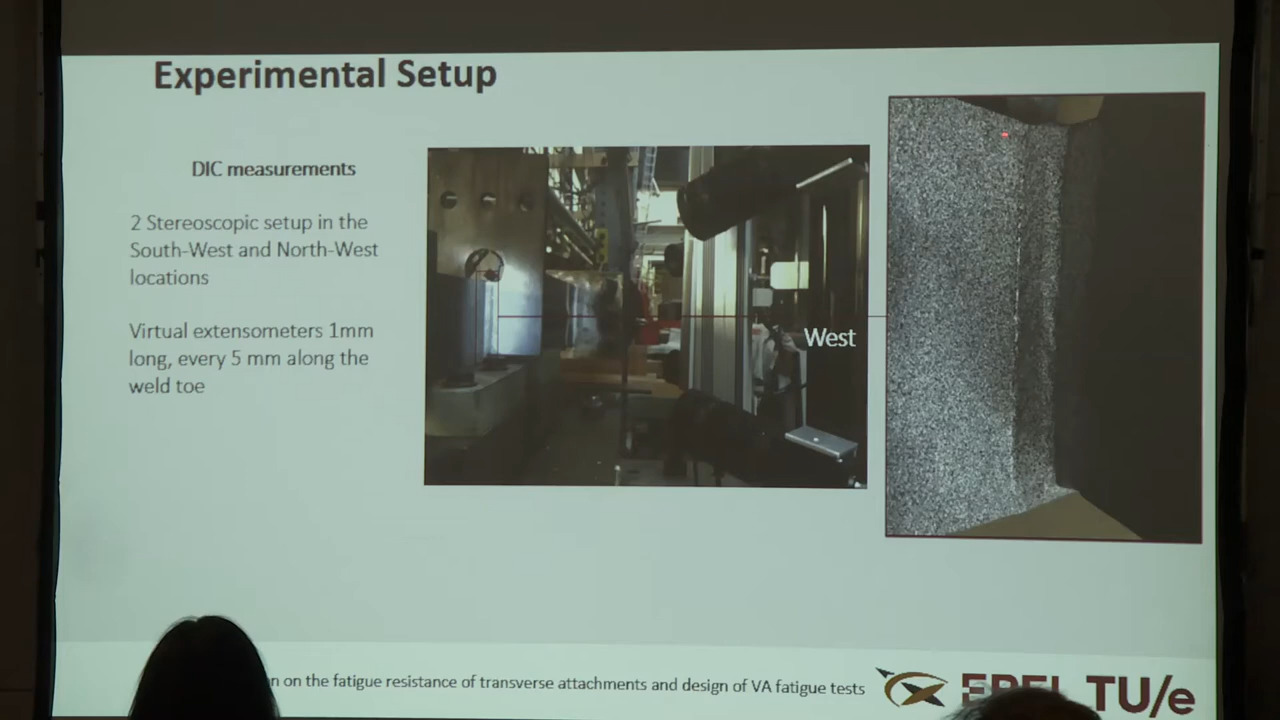 Experimental Setup
DIC measurements
2 Stereoscopic setup in the
South-West and North-West
locations
Virtual extensometers 1mm
long, every 5 mm along the
weld toe
West
on the fatigue resistance of transverse attachments and design of VA fatigue tests
TU/e